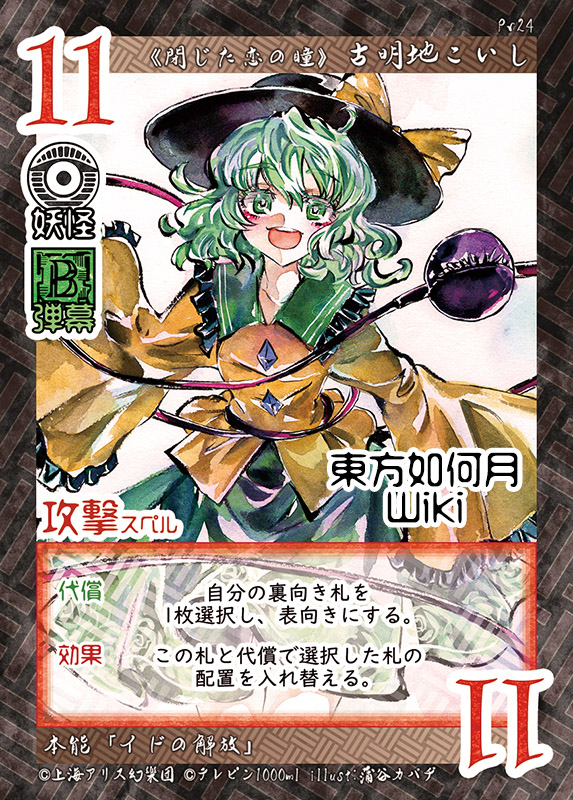 Pr24
11
《閉じた恋の瞳》 古明地こいし
妖怪
B
弾幕
東方如何月
Wiki
攻撃スペル
代償
自分の裏向き札を
1枚選択し、表向きにする。
効果
この札と代償で選択した札の
配置を入れ替える。
11
本能「イドの解放」
©上海アリス幻樂団 ©テレピン1000ml illust:蒲谷カバヂ